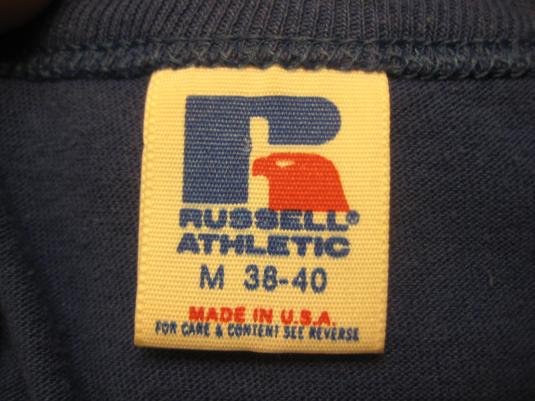 RUSSELL®
ATHLETIC
M 38-40
MADE IN U.S.A.
FOR CARE & CONTENT SEE REVERSE